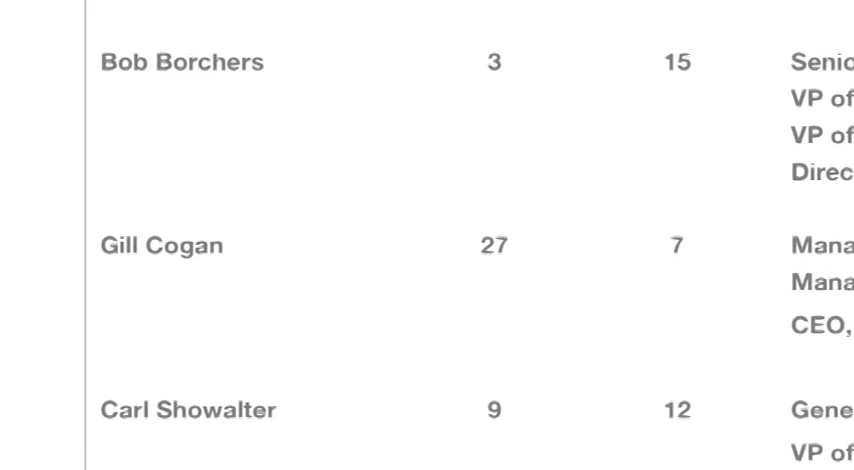 Bob Borchers 3 15 Senio
VP of
VP of
Direc
Gill Cogan 27 7 Mana
Mana
CEO,
Carl Showalter 9 12 Gene
VP of